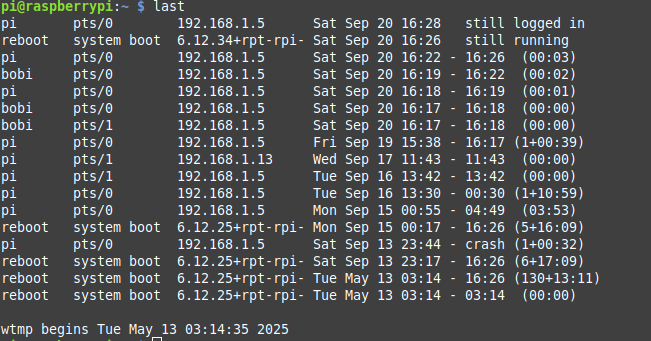 pi@raspberrypi:~ $ last
pi       pts/0        192.168.1.5      Sat Sep 20 16:28   still logged in
reboot   system boot  6.12.34+rpt-rpi- Sat Sep 20 16:26   still running
pi       pts/0        192.168.1.5      Sat Sep 20 16:22 - 16:26  (00:03)
bobi     pts/0        192.168.1.5      Sat Sep 20 16:19 - 16:22  (00:02)
pi       pts/0        192.168.1.5      Sat Sep 20 16:18 - 16:19  (00:01)
bobi     pts/0        192.168.1.5      Sat Sep 20 16:17 - 16:18  (00:00)
bobi     pts/1        192.168.1.5      Sat Sep 20 16:17 - 16:18  (00:00)
pi       pts/0        192.168.1.5      Fri Sep 19 15:38 - 16:17 (1+00:39)
pi       pts/1        192.168.1.13     Wed Sep 17 11:43 - 11:43  (00:00)
pi       pts/1        192.168.1.5      Tue Sep 16 13:42 - 13:42  (00:00)
pi       pts/0        192.168.1.5      Tue Sep 16 13:30 - 00:30 (1+10:59)
pi       pts/0        192.168.1.5      Mon Sep 15 00:55 - 04:49  (03:53)
reboot   system boot  6.12.25+rpt-rpi- Mon Sep 15 00:17 - 16:26 (5+16:09)
pi       pts/0        192.168.1.5      Sat Sep 13 23:44 - crash (1+00:32)
reboot   system boot  6.12.25+rpt-rpi- Sat Sep 13 23:17 - 16:26 (6+17:09)
reboot   system boot  6.12.25+rpt-rpi- Tue May 13 03:14 - 16:26 (130+13:11)
reboot   system boot  6.12.25+rpt-rpi- Tue May 13 03:14 - 03:14  (00:00)
wtmp begins Tue May 13 03:14:35 2025